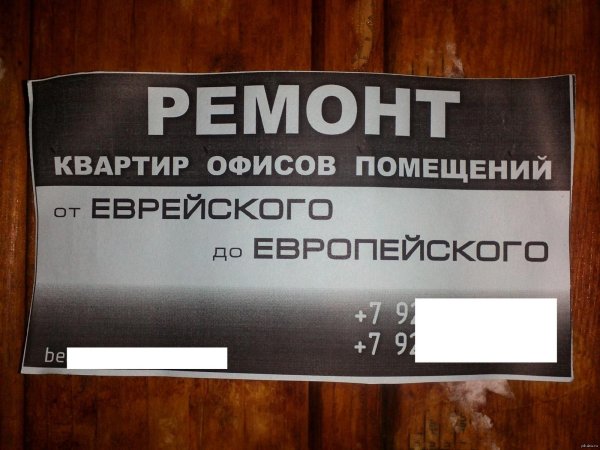 РЕМОНТ
КВАРТИР ОФИСОВ ПОМЕЩЕНИЙ
от ЕВРЕЙСКОГО
до ЕВРОПЕЙСКОГО
+7 92
+7 92
be